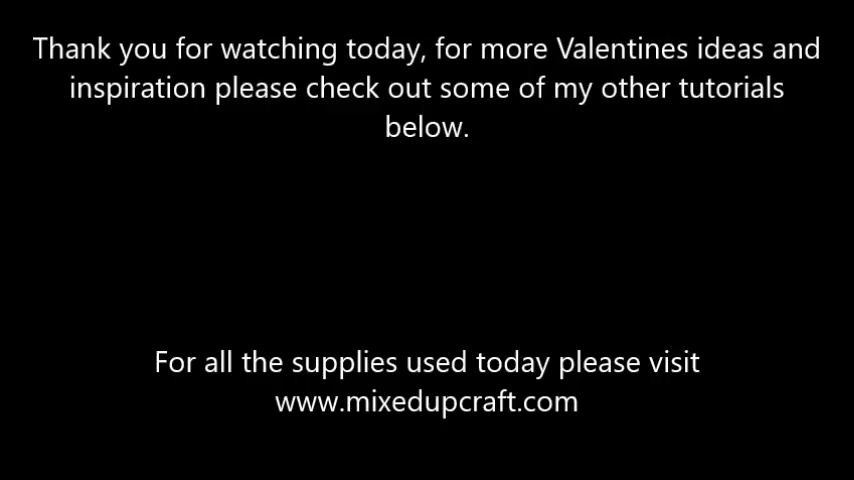 Thank you for watching today, for more Valentines ideas and
inspiration please check out some of my other tutorials
below.
For all the supplies used today please visit
www.mixedupcraft.com